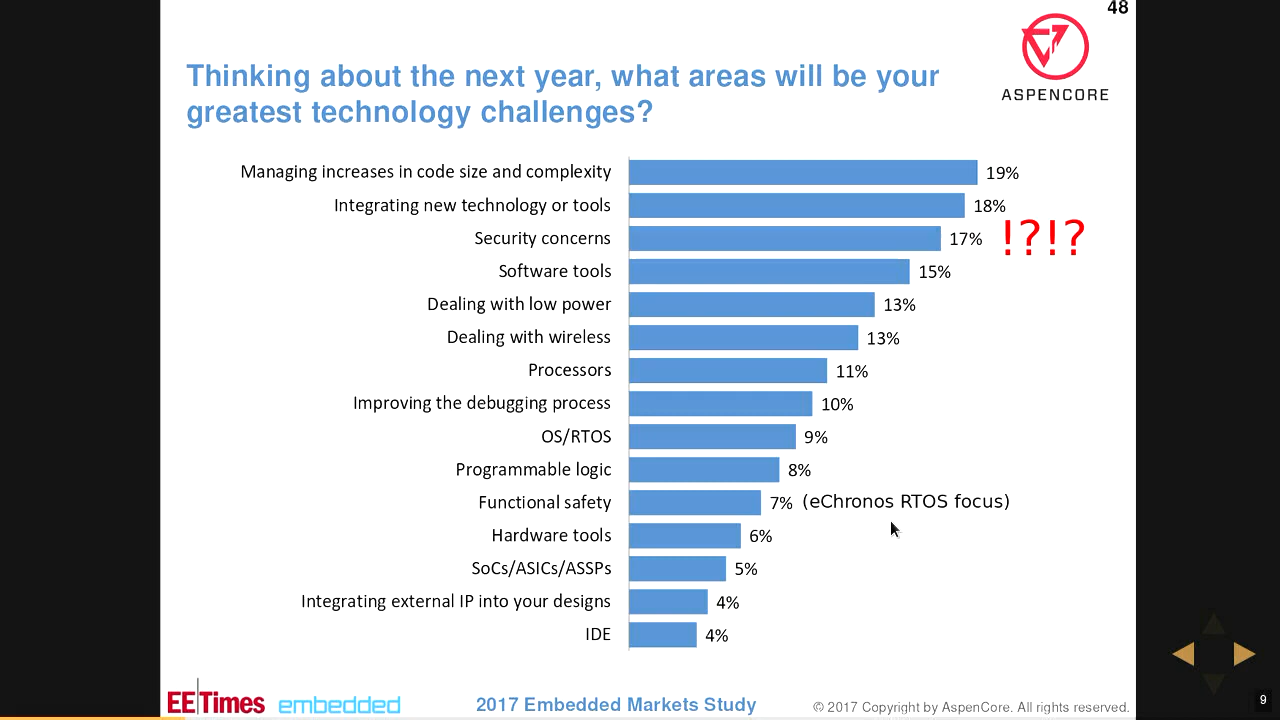 48
ASPENCORE
Thinking about the next year, what areas will be your
greatest technology challenges?
Managing increases in code size and complexity 19%
Integrating new technology or tools 18%
Security concerns 17% !?!?
Software tools 15%
Dealing with low power 13%
Dealing with wireless 13%
Processors 11%
Improving the debugging process 10%
OS/RTOS 9%
Programmable logic 8%
Functional safety 7% (eChronos RTOS focus)
Hardware tools 6%
SoCs/ASICs/ASSPs 5%
Integrating external IP into your designs 4%
IDE 4%
EE|Times embedded 2017 Embedded Markets Study © 2017 Copyright by AspenCore. All rights reserved.
9